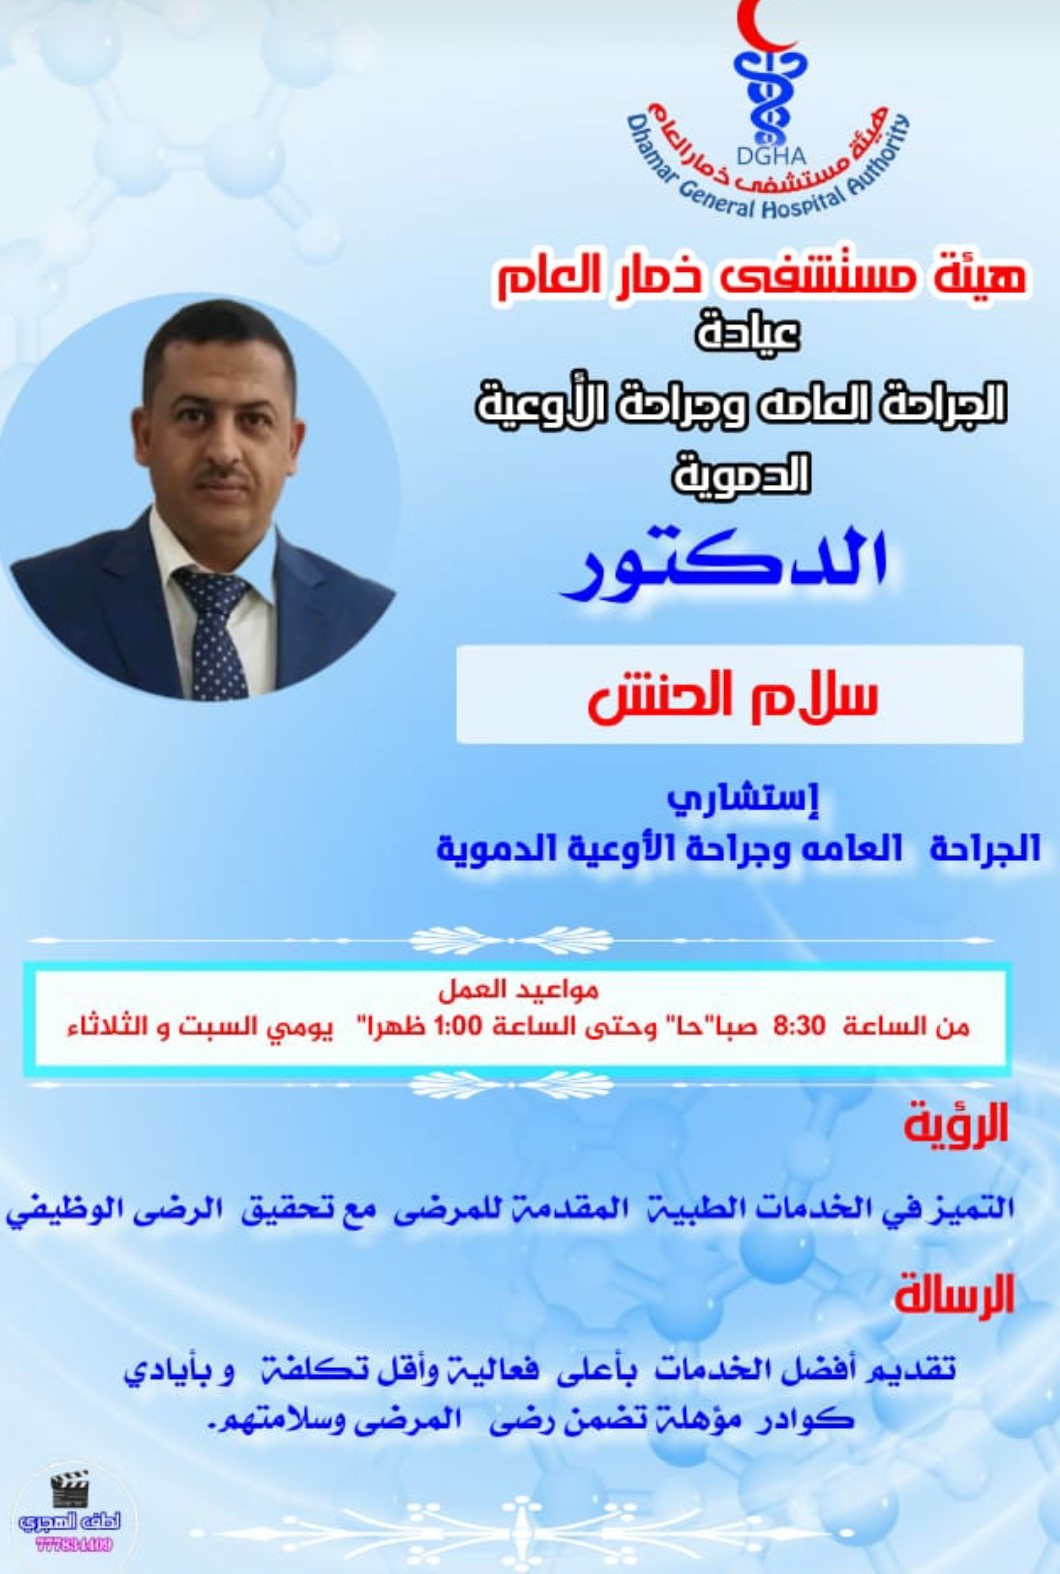 DGHA
هيئة مستشفى ذمار العام
Dhamar General Hospital Authority
هيئة مستشفى ذمار العام
عيادة
الجراحة العامه وجراحة الأوعية
الدموية
الدكتور
سلام الحنش
إستشاري
الجراحة العامه وجراحة الأوعية الدموية
مواعيد العمل
من الساعة 8:30 صبا"حا" وحتى الساعة 1:00 ظهرا" يومي السبت و الثلاثاء
الرؤية
التميز في الخدمات الطبية المقدمة للمرضى مع تحقيق الرضى الوظيفي
الرسالة
تقديم أفضل الخدمات بأعلى فعالية وأقل تكلفة و بأيادي
كوادر مؤهلة تضمن رضى المرضى وسلامتهم.
لطف الهجري